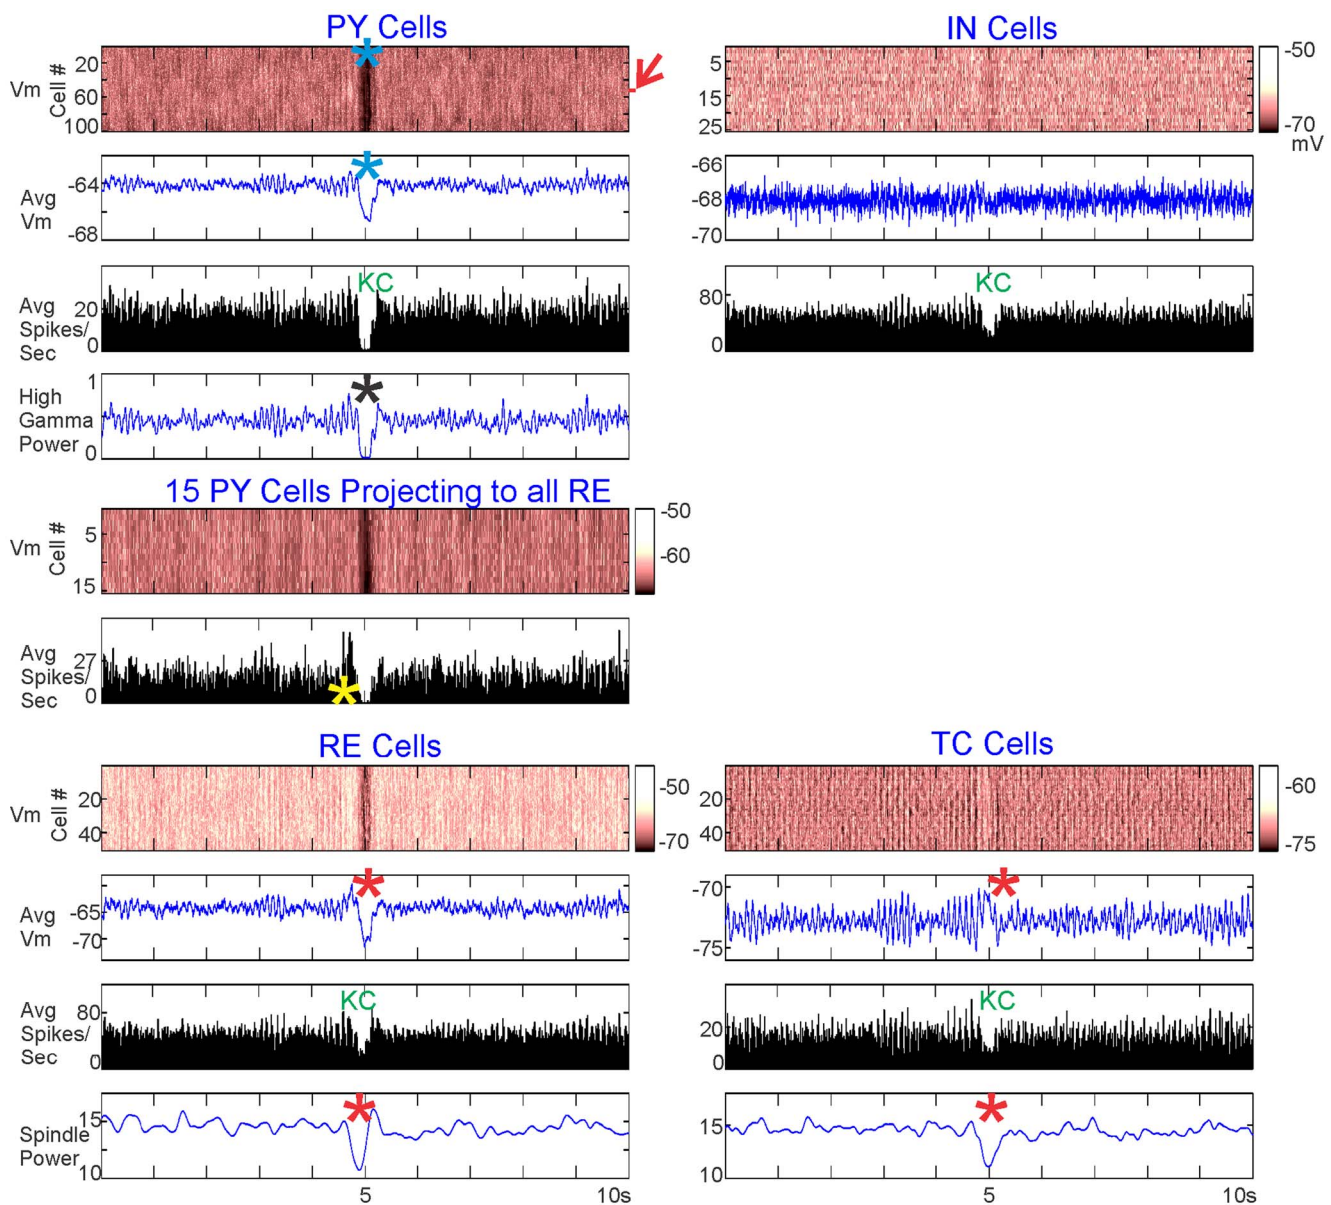 PY Cells
IN Cells
Vm
Cell #
20
60
100
5
15
25
-50
-70
mV
Avg
Vm
-64
-68
-66
-68
-70
KC
KC
Avg
Spikes/
Sec
20
0
80
0
High
Gamma
Power
1
0
15 PY Cells Projecting to all RE
Vm
Cell #
5
15
-50
-60
Avg
Spikes/
Sec
27
0
RE Cells
TC Cells
Vm
Cell #
20
40
-50
-70
20
40
-60
-75
Avg
Vm
-65
-70
-70
-75
KC
KC
Avg
Spikes/
Sec
80
0
20
0
Spindle
Power
15
10
15
10
5
10s
5
10s